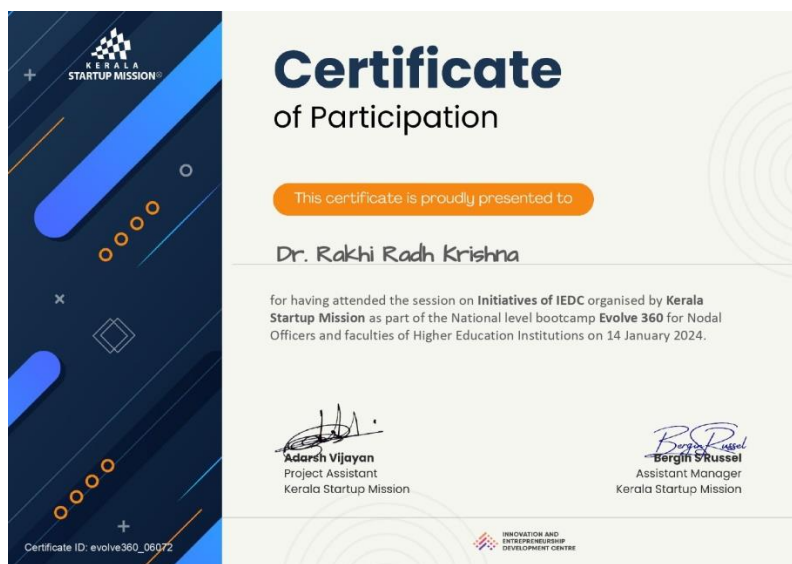 KERALA
STARTUP MISSION®
Certificate
of Participation
This certificate is proudly presented to
Dr. Rakhi Radh Krishna
for having attended the session on Initiatives of IEDC organised by Kerala
Startup Mission as part of the National level bootcamp Evolve 360 for Nodal
Officers and faculties of Higher Education Institutions on 14 January 2024.
Adarsh Vijayan
Project Assistant
Kerala Startup Mission
Bergin Russel
Bergin S Russel
Assistant Manager
Kerala Startup Mission
INNOVATION AND
ENTREPRENEURSHIP
DEVELOPMENT CENTRE
Certificate ID: evolve360_06072